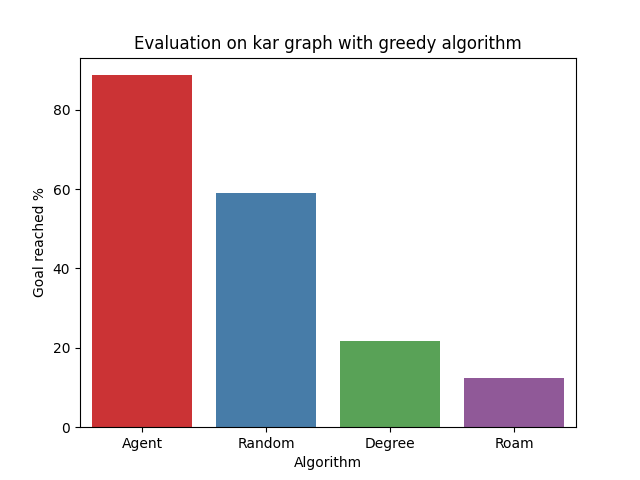 Evaluation on kar graph with greedy algorithm
Goal reached %
80
60
40
20
0
Agent Random Degree Roam
Algorithm